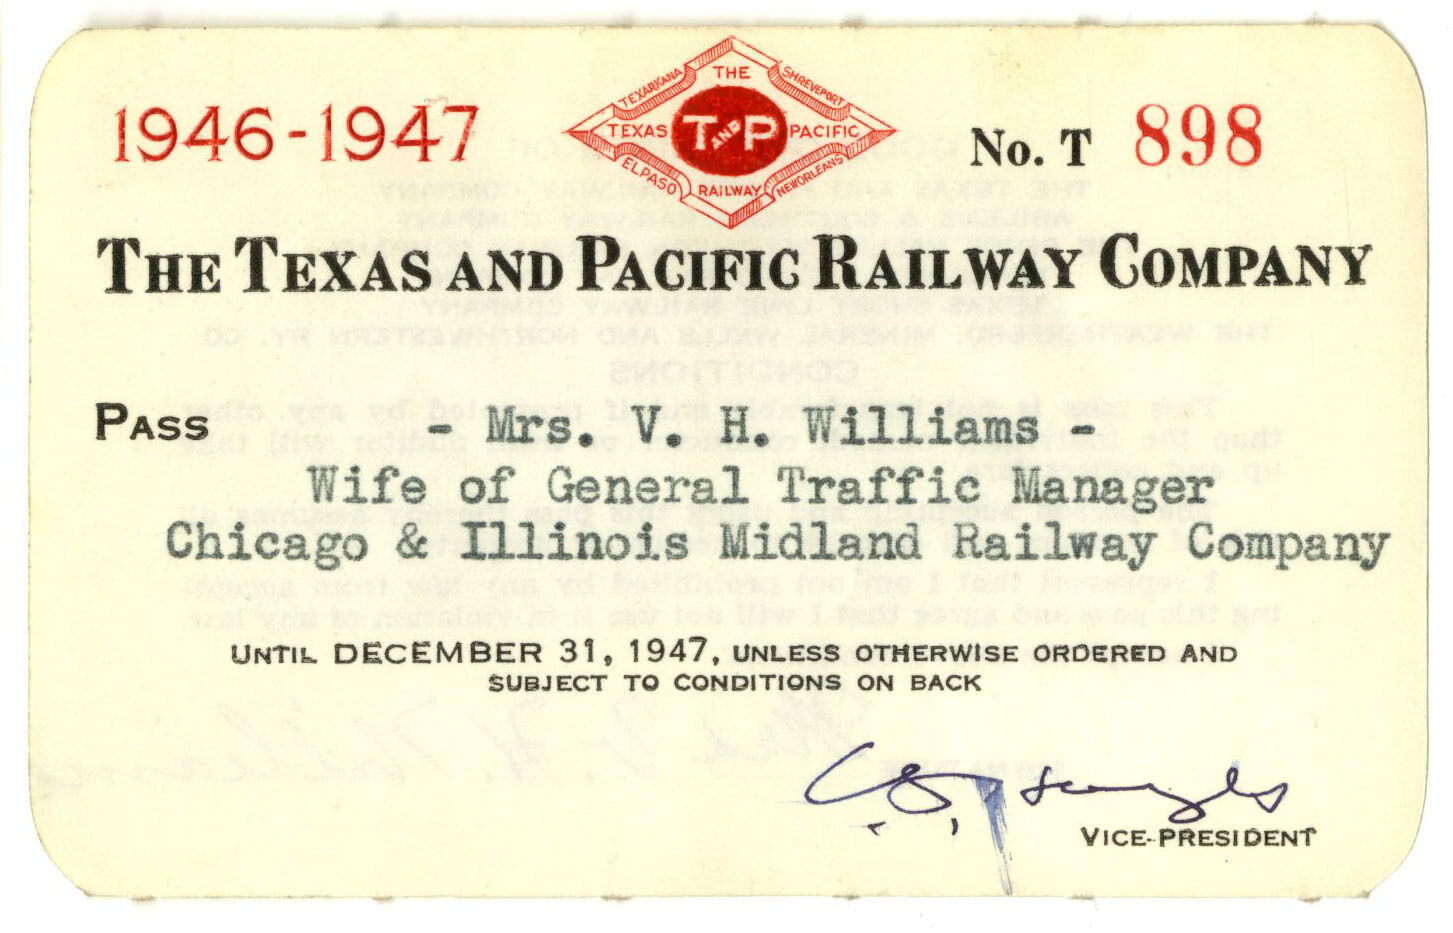 1946-1947
TEXARKANA THE SHREVEPORT
TEXAS T AND P PACIFIC
EL PASO RAILWAY NEW ORLEANS
No. T 898
THE TEXAS AND PACIFIC RAILWAY COMPANY
PASS - Mrs. V. H. Williams -
Wife of General Traffic Manager
Chicago & Illinois Midland Railway Company
UNTIL DECEMBER 31, 1947, UNLESS OTHERWISE ORDERED AND
SUBJECT TO CONDITIONS ON BACK
VICE-PRESIDENT